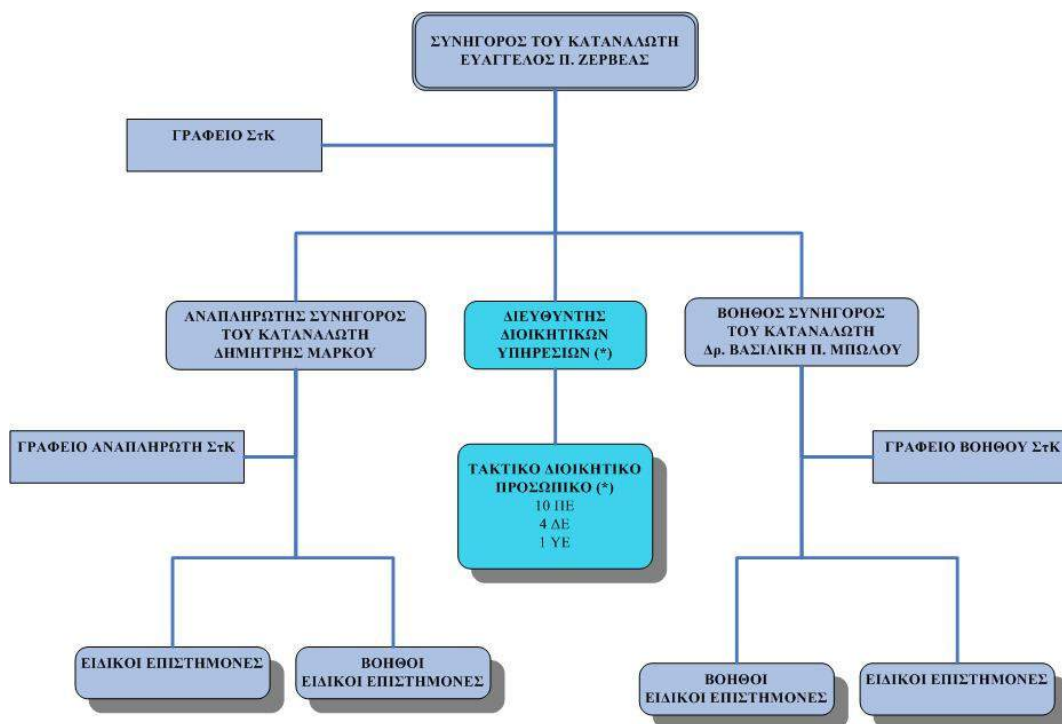 ΣΥΝΗΓΟΡΟΣ ΤΟΥ ΚΑΤΑΝΑΛΩΤΗ
ΕΥΑΓΓΕΛΟΣ Π. ΖΕΡΒΕΑΣ
ΓΡΑΦΕΙΟ ΣτΚ
ΑΝΑΠΛΗΡΩΤΗΣ ΣΥΝΗΓΟΡΟΣ
ΤΟΥ ΚΑΤΑΝΑΛΩΤΗ
ΔΗΜΗΤΡΗΣ ΜΑΡΚΟΥ
ΔΙΕΥΘΥΝΤΗΣ
ΔΙΟΙΚΗΤΙΚΩΝ
ΥΠΗΡΕΣΙΩΝ (*)
ΒΟΗΘΟΣ ΣΥΝΗΓΟΡΟΣ
ΤΟΥ ΚΑΤΑΝΑΛΩΤΗ
Δρ. ΒΑΣΙΛΙΚΗ Π. ΜΠΩΛΟΥ
ΓΡΑΦΕΙΟ ΑΝΑΠΛΗΡΩΤΗ ΣτΚ
ΤΑΚΤΙΚΟ ΔΙΟΙΚΗΤΙΚΟ
ΠΡΟΣΩΠΙΚΟ (*)
10 ΠΕ
4 ΔΕ
1 ΥΕ
ΓΡΑΦΕΙΟ ΒΟΗΘΟΥ ΣτΚ
ΕΙΔΙΚΟΙ ΕΠΙΣΤΗΜΟΝΕΣ
ΒΟΗΘΟΙ
ΕΙΔΙΚΟΙ ΕΠΙΣΤΗΜΟΝΕΣ
ΒΟΗΘΟΙ
ΕΙΔΙΚΟΙ ΕΠΙΣΤΗΜΟΝΕΣ
ΕΙΔΙΚΟΙ ΕΠΙΣΤΗΜΟΝΕΣ